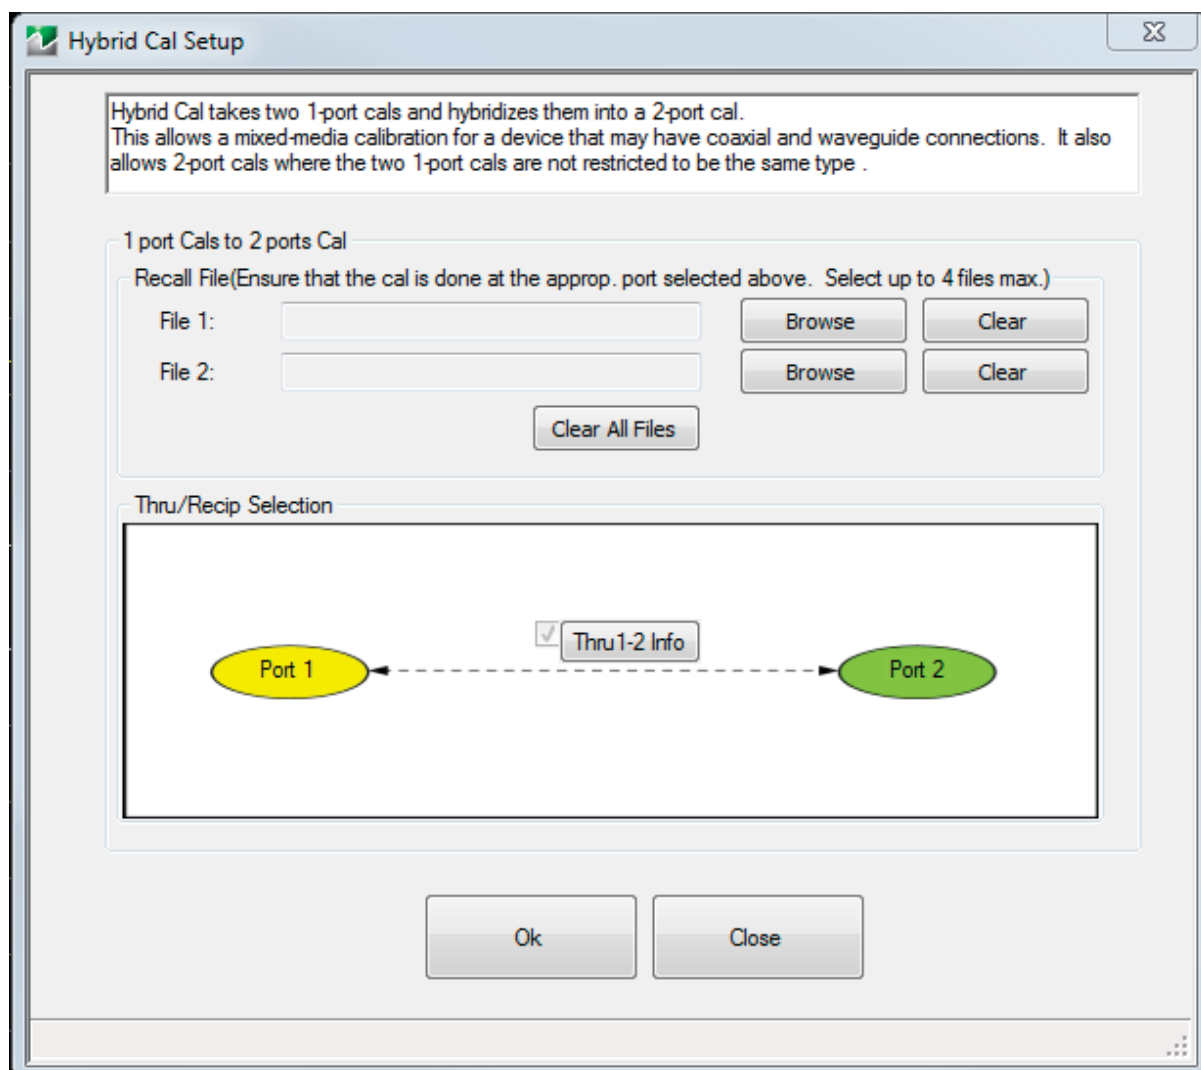 Hybrid Cal Setup
Hybrid Cal takes two 1-port cals and hybridizes them into a 2-port cal.
This allows a mixed-media calibration for a device that may have coaxial and waveguide connections. It also
allows 2-port cals where the two 1-port cals are not restricted to be the same type .
1 port Cals to 2 ports Cal
Recall File(Ensure that the cal is done at the approp. port selected above. Select up to 4 files max.)
File 1:
Browse
Clear
File 2:
Browse
Clear
Clear All Files
Thru/Recip Selection
Thru1-2 Info
Port 1
Port 2
Ok
Close